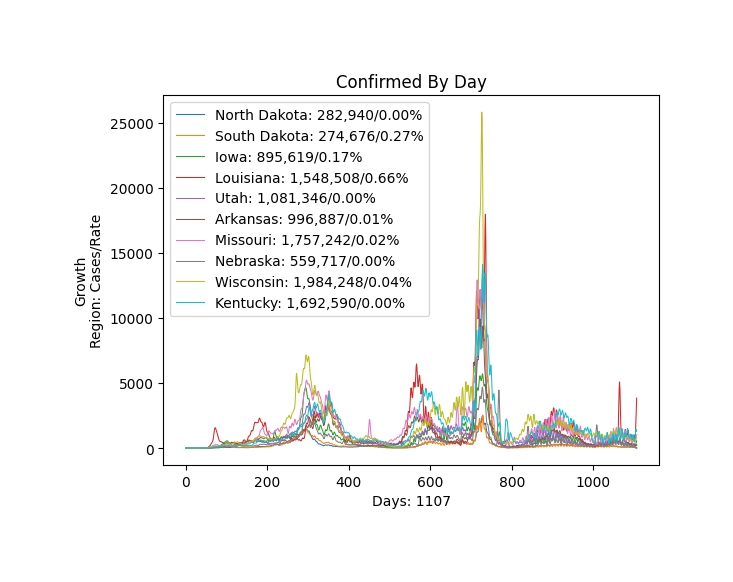 Confirmed By Day
North Dakota: 282,940/0.00%
South Dakota: 274,676/0.27%
Iowa: 895,619/0.17%
Louisiana: 1,548,508/0.66%
Utah: 1,081,346/0.00%
Arkansas: 996,887/0.01%
Missouri: 1,757,242/0.02%
Nebraska: 559,717/0.00%
Wisconsin: 1,984,248/0.04%
Kentucky: 1,692,590/0.00%
25000
20000
15000
10000
5000
0
Growth
Region: Cases/Rate
0 200 400 600 800 1000
Days: 1107